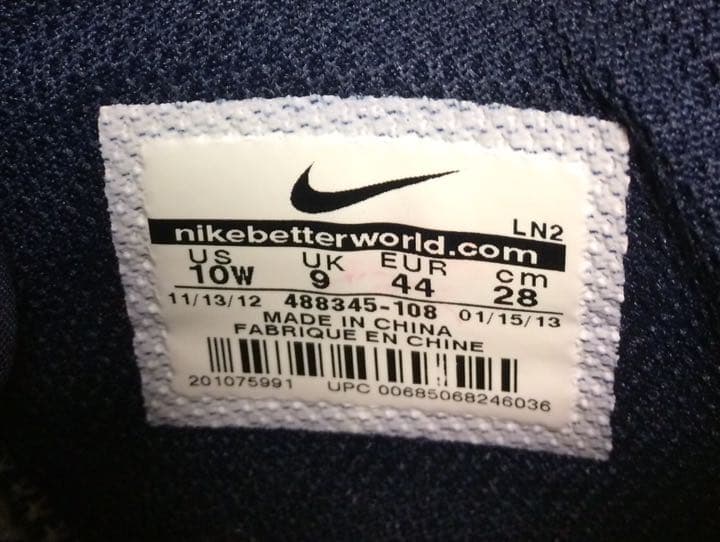 LN2
nikebetterworld.com
US UK EUR cm
10W 9 44 28
11/13/12 488345-108 01/15/13
MADE IN CHINA
FABRIQUE EN CHINE
201075991 UPC 00685068246036